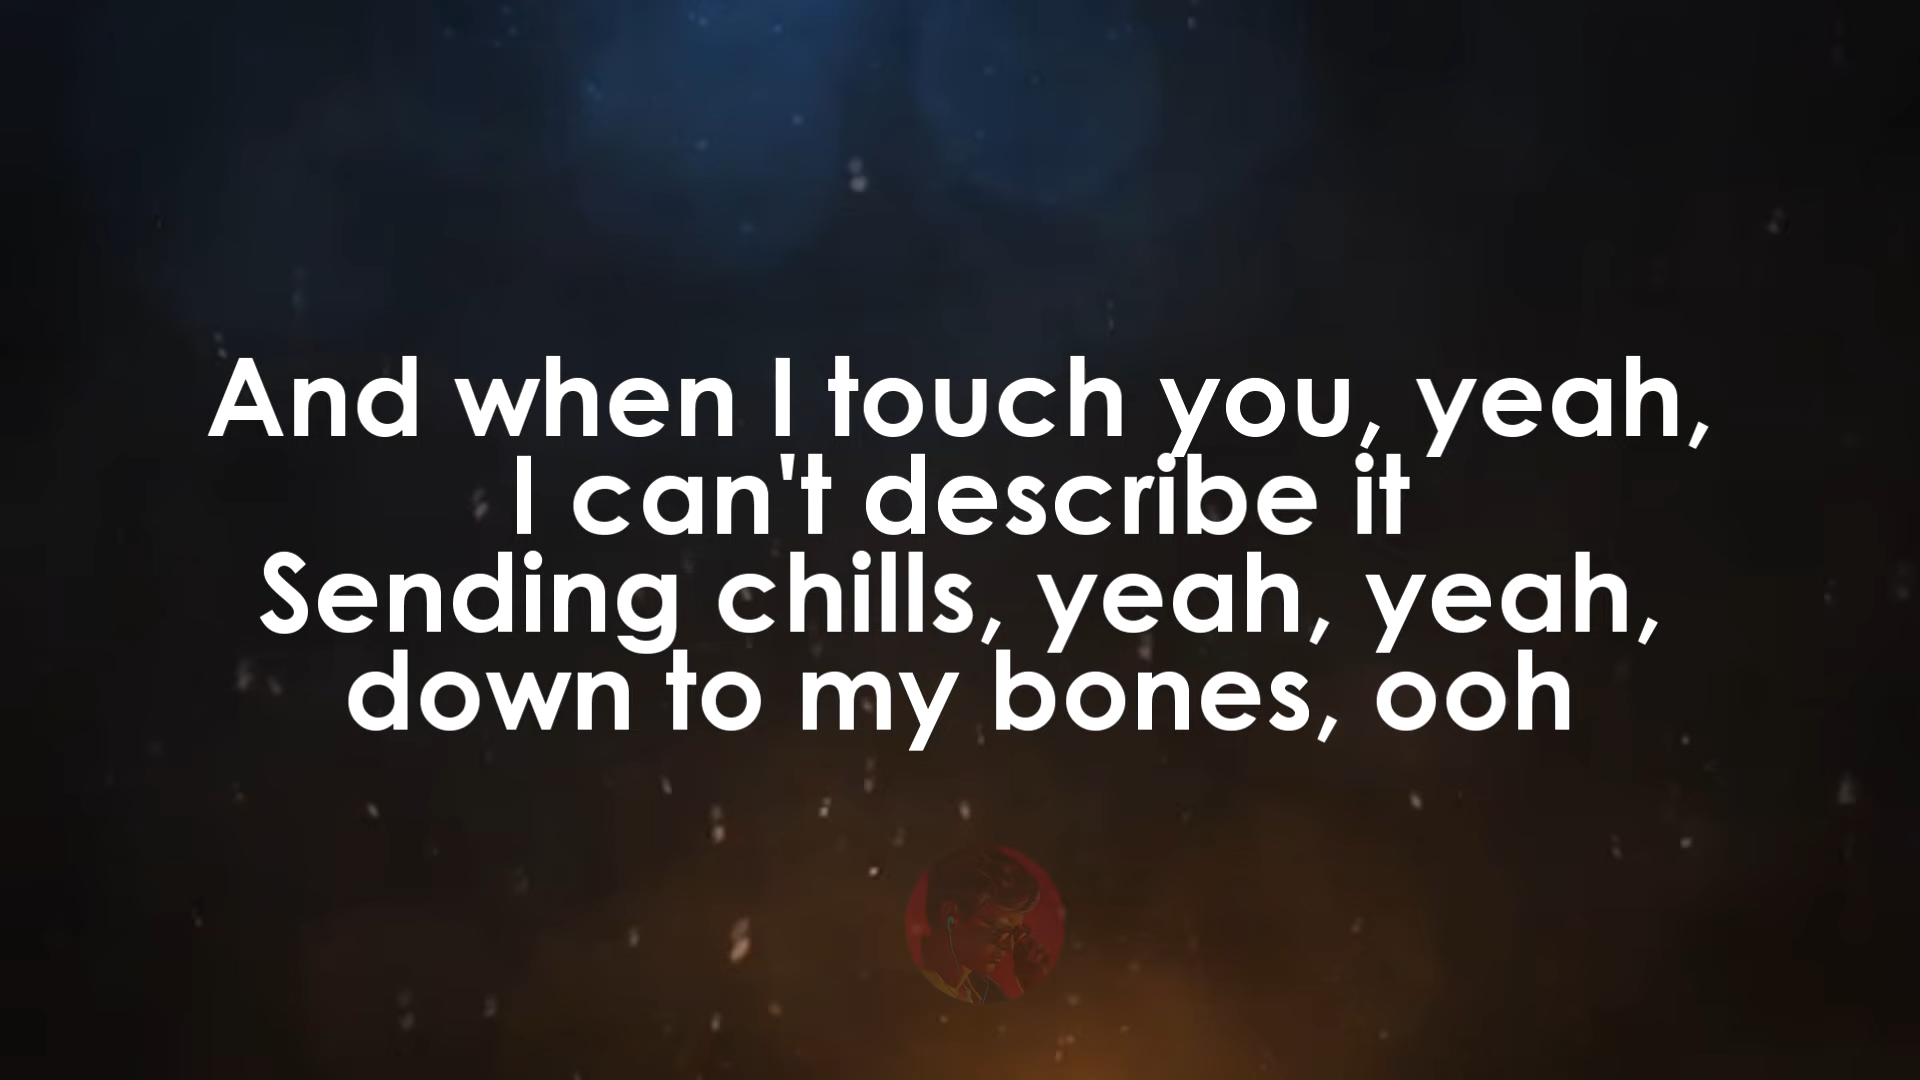 And when I touch you, yeah,
I can't describe it
Sending chills, yeah, yeah,
down to my bones, ooh